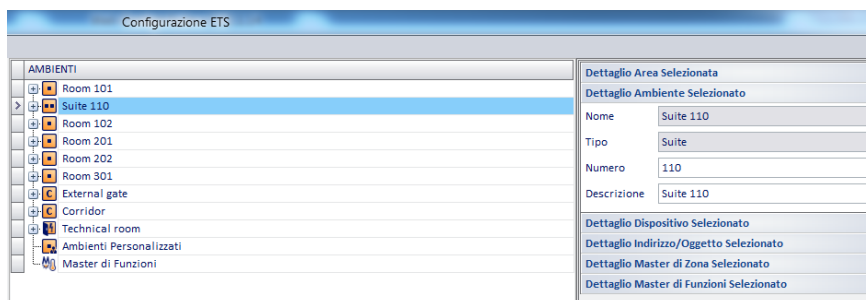 Configurazione ETS
AMBIENTI
Room 101
Suite 110
Room 102
Room 201
Room 202
Room 301
C External gate
C Corridor
Technical room
Ambienti Personalizzati
Master di Funzioni
Dettaglio Area Selezionata
Dettaglio Ambiente Selezionato
Nome Suite 110
Tipo Suite
Numero 110
Descrizione Suite 110
Dettaglio Dispositivo Selezionato
Dettaglio Indirizzo/Oggetto Selezionato
Dettaglio Master di Zona Selezionato
Dettaglio Master di Funzioni Selezionato